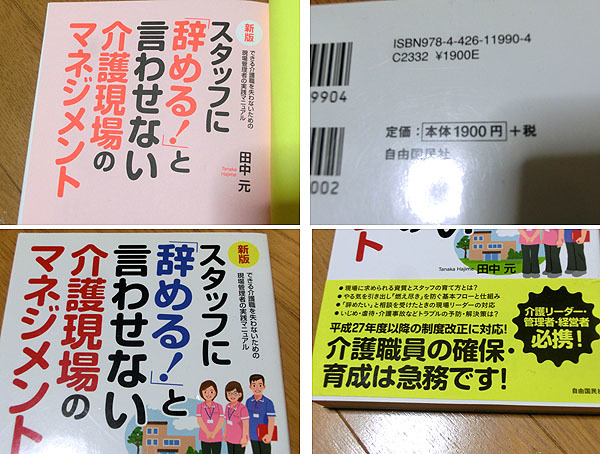 新版
できる介護職を失わないための
現場管理者の実践マニュアル
スタッフに
「辞める!」と
言わせない
介護現場の
マネジメント
Tanaka
Hajime
田中 元
ISBN978-4-426-11990-4
C2332 ¥1900E
9904
定価:本体1900円+税
自由国民社
002
新版
できる介護職を失わないための
現場管理者の実践マニュアル
スタッフに
「辞める!」と
言わせない
介護現場の
マネジメント
Tanaka Hajime 田中 元
●現場に求められる資質とスタッフの育て方とは?
●やる気を引き出し「燃え尽き」を防ぐ基本フローと仕組み
●「辞めたい」と相談を受けたときの現場リーダーの対応
●いじめ・虐待・介護事故などトラブルの予防・解決策は?
介護リーダー・
管理者・経営者
必携!
平成27年度以降の制度改正に対応!
介護職員の確保・
育成は急務です!
自由国民社